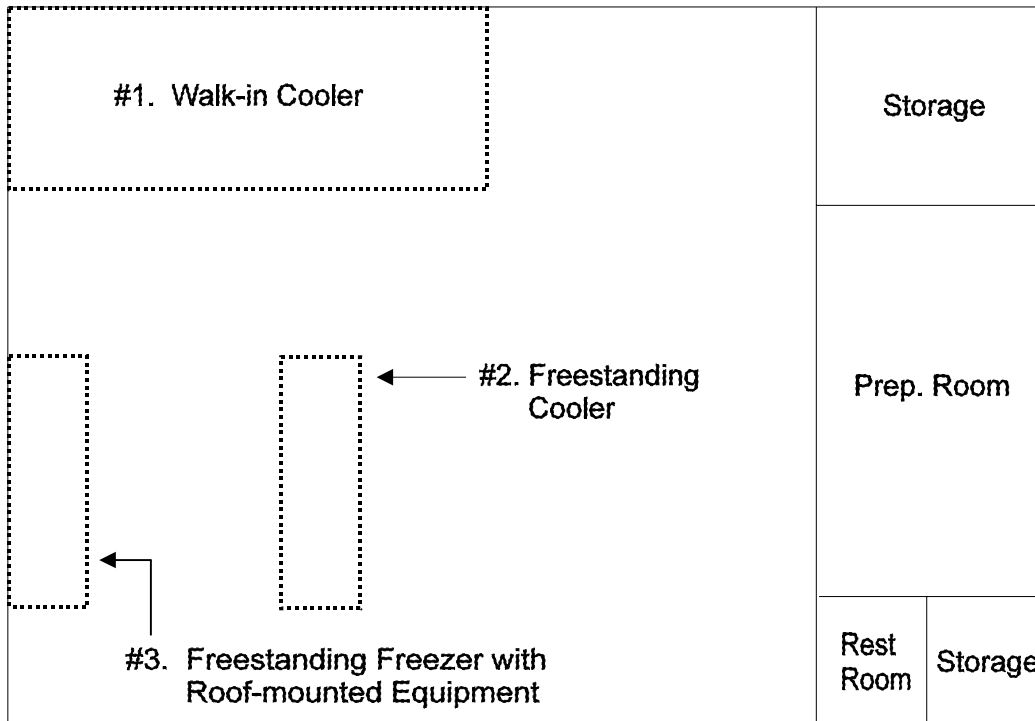 #1. Walk-in Cooler
Storage
#2. Freestanding
Cooler
Prep. Room
#3. Freestanding Freezer with
Roof-mounted Equipment
Rest
Room
Storage